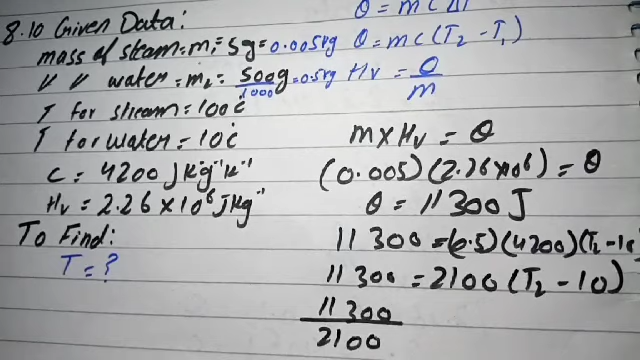 8.10 Given Data:
mass of steam = m₁ = 5g = 0.005kg
〃 〃 water = m₂ = 500g/1000 = 0.5kg
T for steam = 100°C
T for water = 10°C
C = 4200 J kg⁻¹ k⁻¹
Hv = 2.26 × 10⁶ J kg⁻¹
To Find:
T = ?
Q = mc Δ
Q = mc (T₂ - T₁)
Hv = Q/m
m × Hv = Q
(0.005)(2.26×10⁶) = Q
Q = 11300 J
11300 = (0.5)(4200)(T₂ - 10
11300 = 2100 (T₂ - 10)
11300
2100